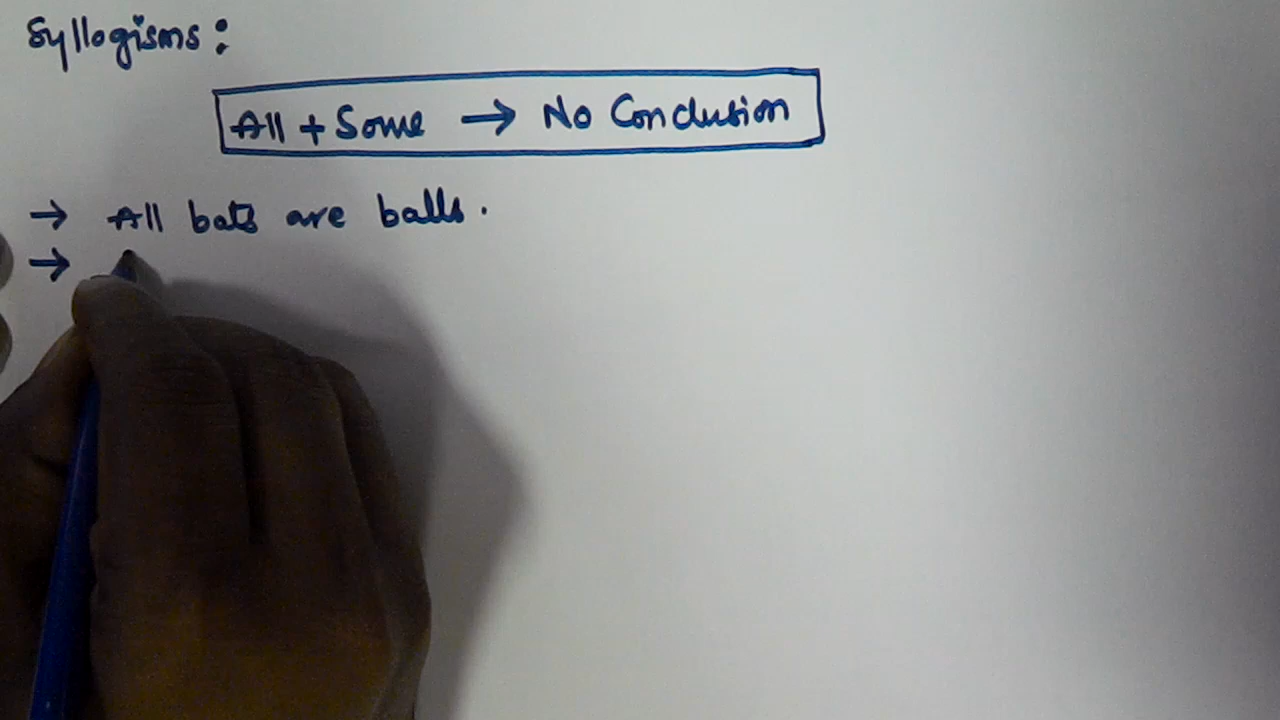 Syllogisms:
All + Some → No Conclusion
→ All bats are balls.
→